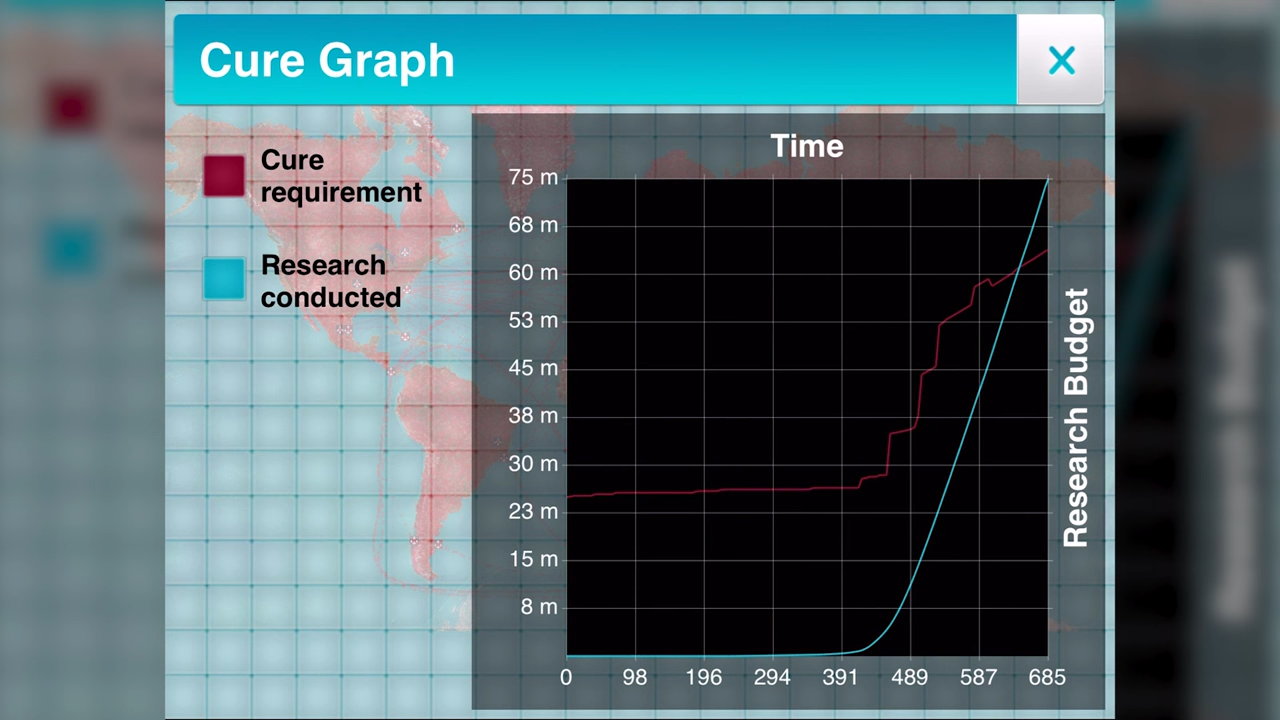 Cure Graph
Cure
requirement
Research
conducted
Time
75 m
68 m
60 m
53 m
45 m
38 m
30 m
23 m
15 m
8 m
0 98 196 294 391 489 587 685
Research Budget